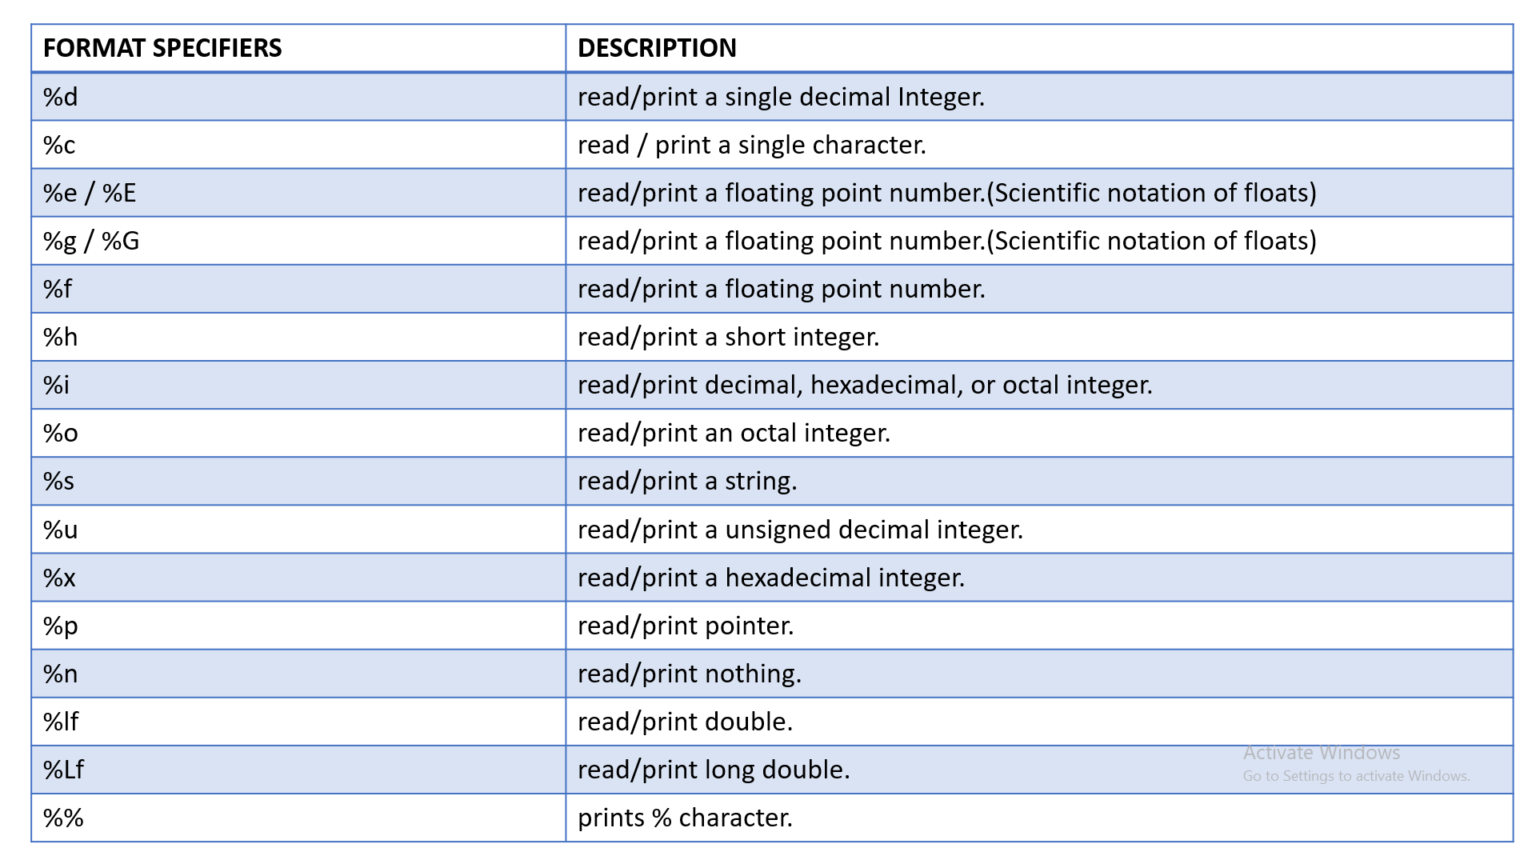 FORMAT SPECIFIERS DESCRIPTION
%d read/print a single decimal Integer.
%c read / print a single character.
%e / %E read/print a floating point number.(Scientific notation of floats)
%g / %G read/print a floating point number.(Scientific notation of floats)
%f read/print a floating point number.
%h read/print a short integer.
%i read/print decimal, hexadecimal, or octal integer.
%o read/print an octal integer.
%s read/print a string.
%u read/print a unsigned decimal integer.
%x read/print a hexadecimal integer.
%p read/print pointer.
%n read/print nothing.
%lf read/print double.
%Lf read/print long double.
Activate Windows
Go to Settings to activate Windows.
%% prints % character.